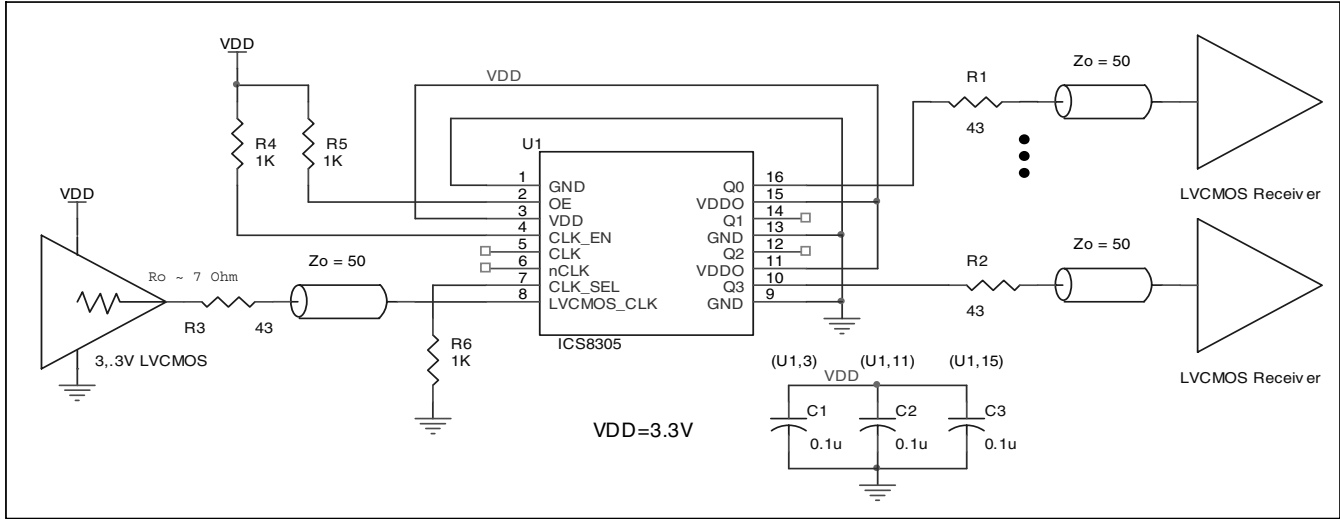 VDD
VDD
R1
43
Zo = 50
LVCMOS Receiver
R4
1K
R5
1K
U1
1 GND
2 OE
3 VDD
4 CLK_EN
5 CLK
6 nCLK
7 CLK_SEL
8 LVCMOS_CLK
16 Q0
15 VDDO
14 Q1
13 GND
12 Q2
11 VDDO
10 Q3
9 GND
ICS8305
VDD
Ro ~ 7 Ohm
R3
43
Zo = 50
3,.3V LVCMOS
R6
1K
R2
43
Zo = 50
LVCMOS Receiver
VDD=3.3V
(U1,3)
(U1,11)
(U1,15)
VDD
C1
0.1u
C2
0.1u
C3
0.1u